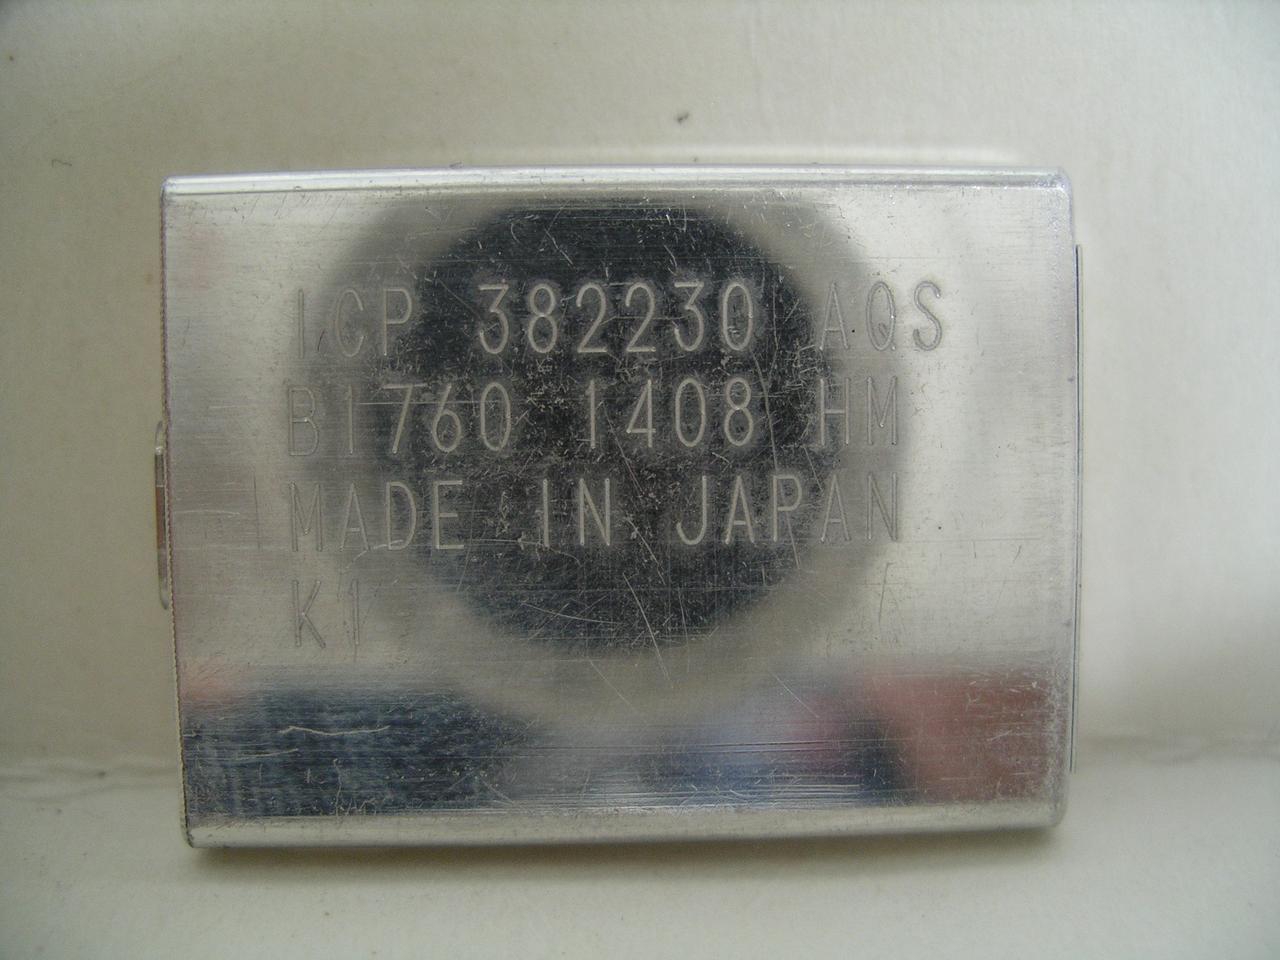 ICP 382230 AQS
B1760 1408 HM
MADE IN JAPAN
K1